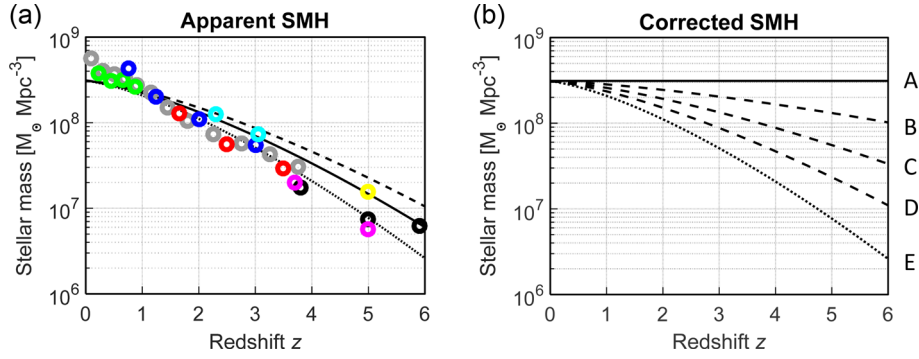 (a)
Apparent SMH
Stellar mass [M⊙ Mpc⁻³]
10⁹
10⁸
10⁷
10⁶
0 1 2 3 4 5 6
Redshift z
(b)
Corrected SMH
Stellar mass [M⊙ Mpc⁻³]
10⁹
10⁸
10⁷
10⁶
0 1 2 3 4 5 6
Redshift z
A
B
C
D
E